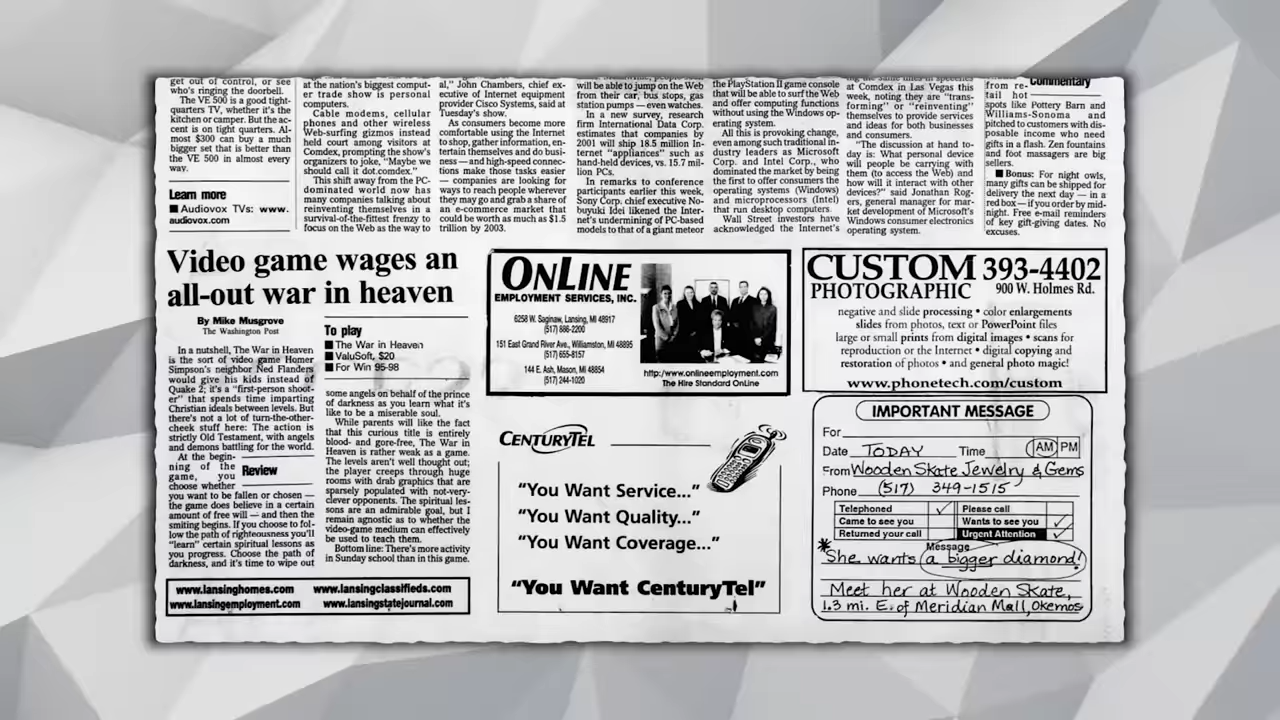 get out of control, or see
who's ringing the doorbell.
The VE 500 is a good tight-
quarters TV, whether it's the
kitchen or camper. But the ac-
cent is on tight quarters. Al-
most $300 can buy a much
bigger set that is better than
the VE 500 in almost every
way.
Learn more
■ Audiovox TVs: www.
audiovox.com
at the nation's biggest comput-
er trade show is personal
computers.
Cable modems, cellular
phones and other wireless
Web-surfing gizmos instead
held court among visitors at
Comdex, prompting the show's
organizers to joke, "Maybe we
should call it dot.comdex."
This shift away from the PC-
dominated world now has
many companies talking about
reinventing themselves in a
survival-of-the-fittest frenzy to
focus on the Web as the way to
al," John Chambers, chief ex-
ecutive of Internet equipment
provider Cisco Systems, said at
Tuesday's show.
As consumers become more
comfortable using the Internet
to shop, gather information, en-
tertain themselves and do busi-
ness — and high-speed connec-
tions make those tasks easier
— companies are looking for
ways to reach people wherever
they may go and grab a share of
an e-commerce market that
could be worth as much as $1.5
trillion by 2003.
will be able to jump on the Web
from their car, bus stops, gas
station pumps — even watches.
In a new survey, research
firm International Data Corp.
estimates that companies by
2001 will ship 18.5 million In-
ternet "appliances" such as
hand-held devices, vs. 15.7 mil-
lion PCs.
In remarks to conference
participants earlier this week,
Sony Corp. chief executive No-
buyuki Idei likened the Inter-
net's undermining of PC-based
models to that of a giant meteor
the PlayStation II game console
that will be able to surf the Web
and offer computing functions
without using the Windows op-
erating system.
All this is provoking change,
even among such traditional in-
dustry leaders as Microsoft
Corp. and Intel Corp., who
dominated the market by being
the first to offer consumers the
operating systems (Windows)
and microprocessors (Intel)
that run desktop computers.
Wall Street investors have
acknowledged the Internet's
ing the same lines in speeches
at Comdex in Las Vegas this
week, noting they are "trans-
forming" or "reinventing"
themselves to provide services
and ideas for both businesses
and consumers.
"The discussion at hand to-
day is: What personal device
will people be carrying with
them (to access the Web) and
how will it interact with other
devices?" said Jonathan Rog-
ers, general manager for mar-
ket development of Microsoft's
Windows consumer electronics
operating system.
Commentary
from re-
tail hot
spots like Pottery Barn and
Williams-Sonoma and
pitched to customers with dis-
posable income who need
gifts in a flash. Zen fountains
and foot massagers are big
sellers.
■ Bonus: For night owls,
many gifts can be shipped for
delivery the next day — in a
red box — if you order by mid-
night. Free e-mail reminders
of key gift-giving dates. No
excuses.
Video game wages an
all-out war in heaven
By Mike Musgrove
The Washington Post
In a nutshell, The War in Heaven
is the sort of video game Homer
Simpson's neighbor Ned Flanders
would give his kids instead of
Quake 2; it's a "first-person shoot-
er" that spends time imparting
Christian ideals between levels. But
there's not a lot of turn-the-other-
cheek stuff here: The action is
strictly Old Testament, with angels
and demons battling for the world.
At the begin-
ning of the
game, you
choose whether
Review
you want to be fallen or chosen —
the game does believe in a certain
amount of free will — and then the
smiting begins. If you choose to fol-
low the path of righteousness you'll
"learn" certain spiritual lessons as
you progress. Choose the path of
darkness, and it's time to wipe out
To play
■ The War in Heaven
■ ValuSoft, $20
■ For Win 95-98
some angels on behalf of the prince
of darkness as you learn what it's
like to be a miserable soul.
While parents will like the fact
that this curious title is entirely
blood- and gore-free, The War in
Heaven is rather weak as a game.
The levels aren't well thought out;
the player creeps through huge
rooms with drab graphics that are
sparsely populated with not-very-
clever opponents. The spiritual les-
sons are an admirable goal, but I
remain agnostic as to whether the
video-game medium can effectively
be used to teach them.
Bottom line: There's more activity
in Sunday school than in this game.
www.lansinghomes.com www.lansingclassifieds.com
www.lansingemployment.com www.lansingstatejournal.com
ONLINE
EMPLOYMENT SERVICES, INC.
6258 W. Saginaw, Lansing, MI 48917
(517) 886-2200
151 East Grand River Ave., Williamston, MI 48895
(517) 655-8157
144 E. Ash, Mason, MI 48854
(517) 244-1020
http:/www.onlineemployment.com
The Hire Standard OnLine
CENTURYTEL
"You Want Service..."
"You Want Quality..."
"You Want Coverage..."
"You Want CenturyTel"
CUSTOM 393-4402
PHOTOGRAPHIC 900 W. Holmes Rd.
negative and slide processing • color enlargements
slides from photos, text or PowerPoint files
large or small prints from digital images • scans for
reproduction or the Internet • digital copying and
restoration of photos • and general photo magic!
www.phonetech.com/custom
IMPORTANT MESSAGE
For
Date TODAY Time AM PM
From Wooden Skate Jewelry & Gems
Phone (517) 349-1515
Telephoned ✓ Please call
Came to see you Wants to see you ✓
Returned your call Urgent Attention ✓
Message
*She wants a bigger diamond!
Meet her at Wooden Skate,
1.3 mi. E. of Meridian Mall, Okemos